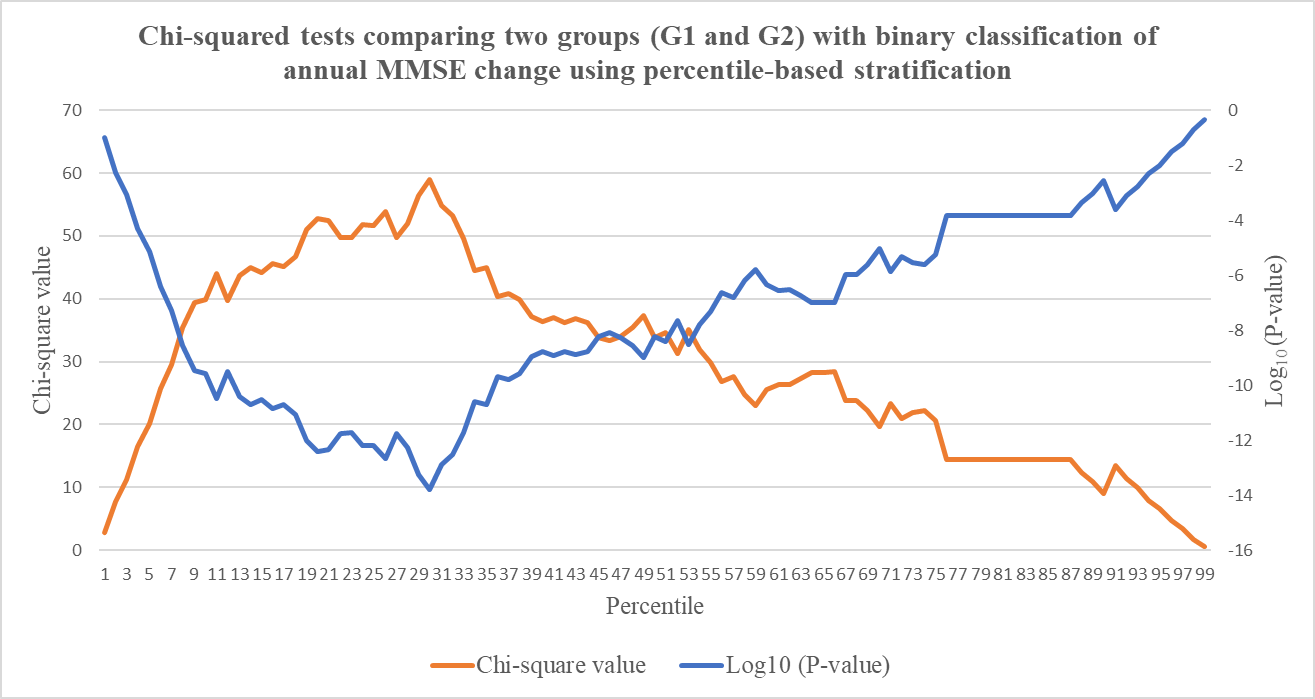 Chi-squared tests comparing two groups (G1 and G2) with binary classification of
annual MMSE change using percentile-based stratification
70
60
50
40
30
20
10
0
Chi-square value
0
-2
-4
-6
-8
-10
-12
-14
-16
Log10 (P-value)
1 3 5 7 9 11 13 15 17 19 21 23 25 27 29 31 33 35 37 39 41 43 45 47 49 51 53 55 57 59 61 63 65 67 69 71 73 75 77 79 81 83 85 87 89 91 93 95 97 99
Percentile
Chi-square value Log10 (P-value)